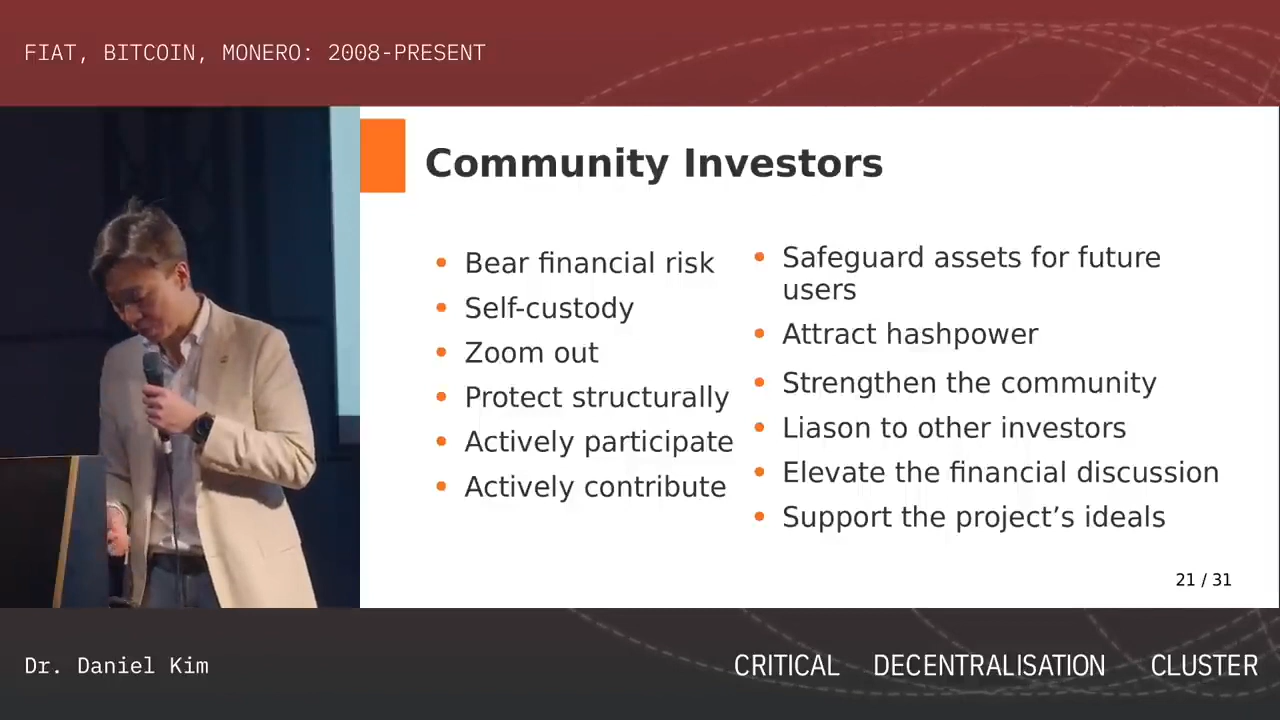 FIAT, BITCOIN, MONERO: 2008-PRESENT
Community Investors
Bear financial risk
Self-custody
Zoom out
Protect structurally
Actively participate
Actively contribute
Safeguard assets for future
users
Attract hashpower
Strengthen the community
Liason to other investors
Elevate the financial discussion
Support the project’s ideals
21 / 31
Dr. Daniel Kim
CRITICAL DECENTRALISATION CLUSTER